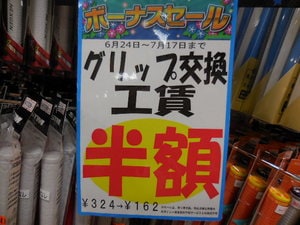 ボーナスセール
6月24日〜7月17日まで
グリップ交換
工賃
半額
¥324→¥162